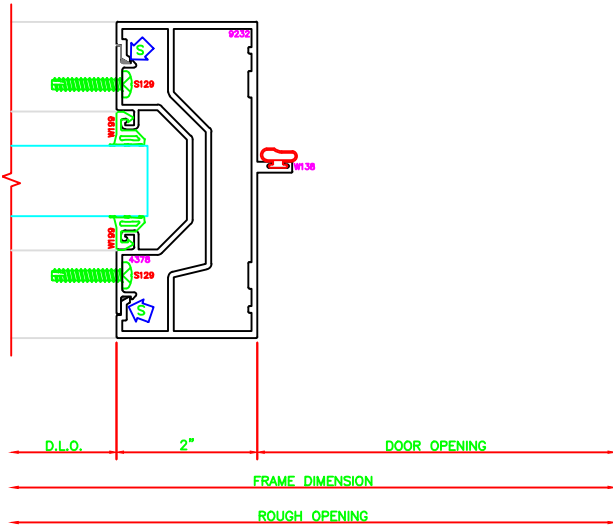 9232
S
S129
W199
W138
W199
4378
S129
S
D.L.O.
2"
DOOR OPENING
FRAME DIMENSION
ROUGH OPENING